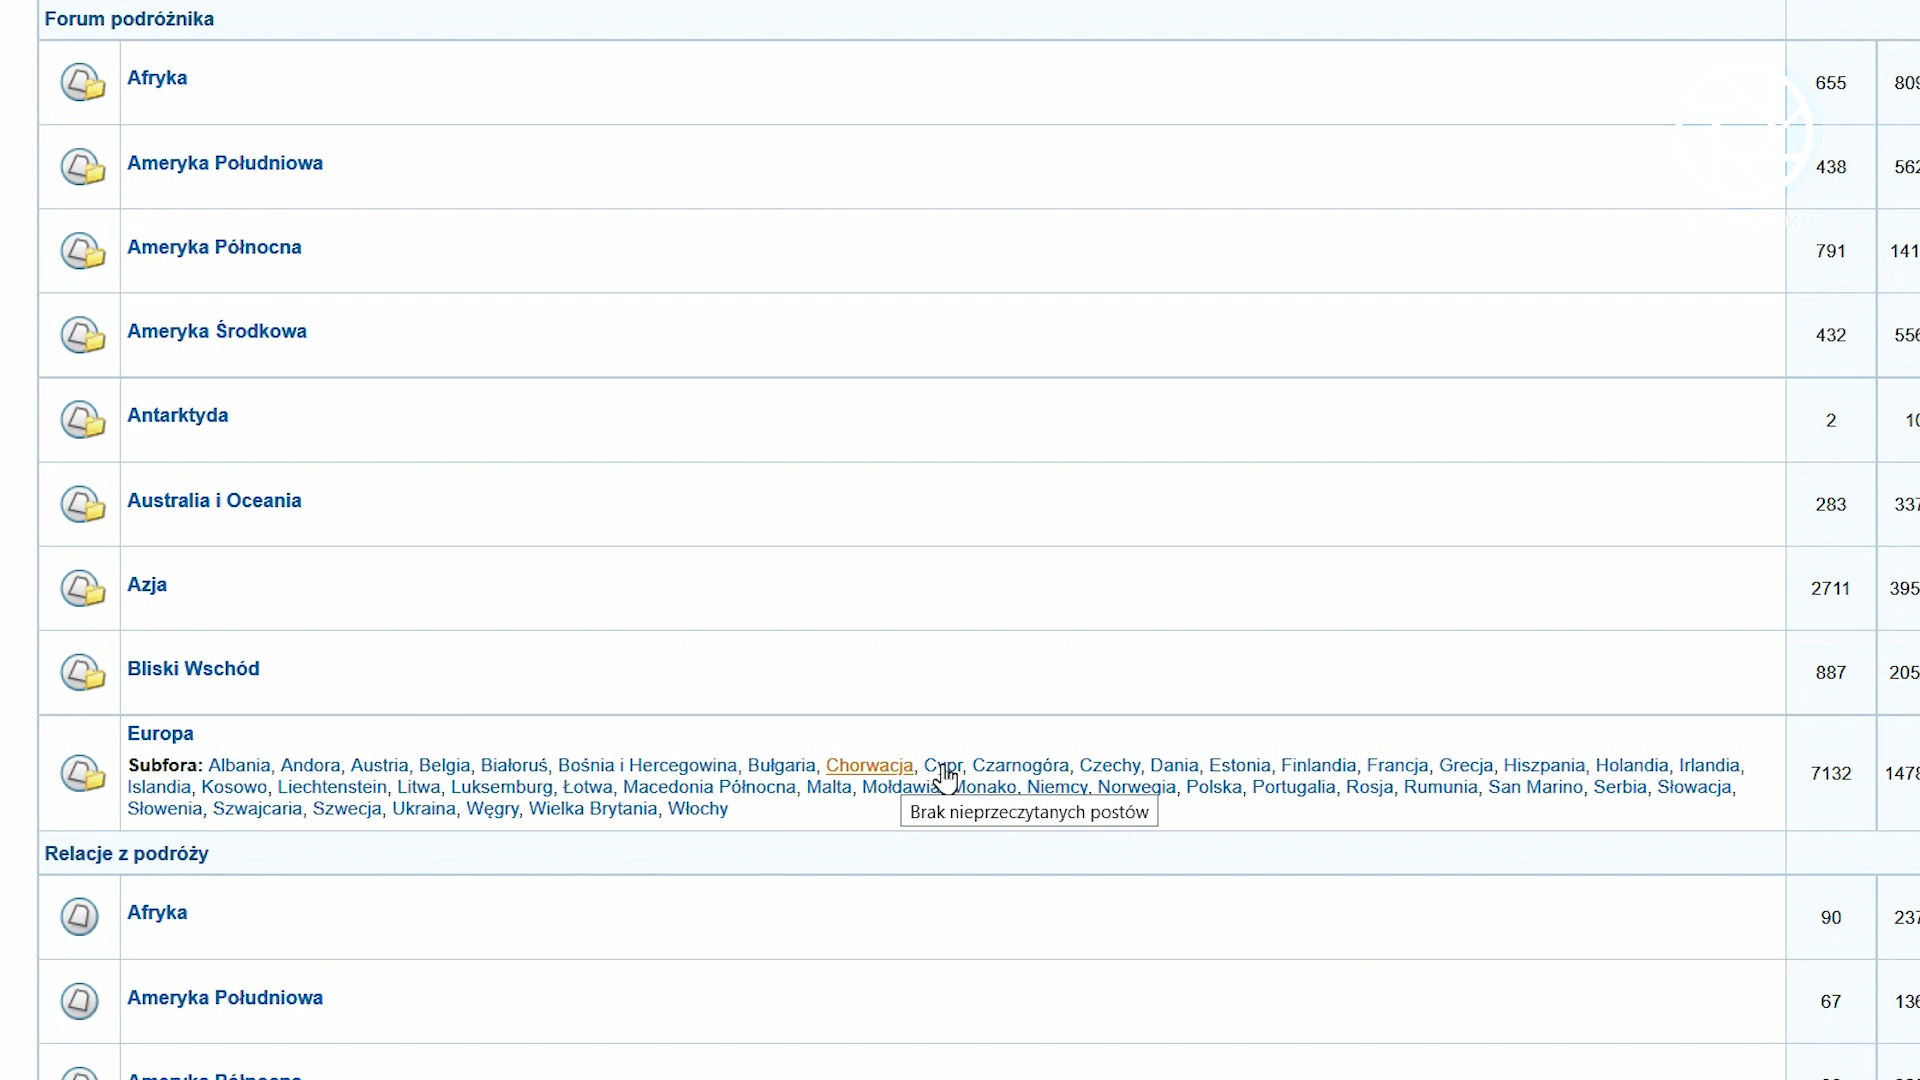 Forum podróżnika
Afryka 655
Ameryka Południowa 438
Ameryka Północna 791
Ameryka Środkowa 432
Antarktyda 2
Australia i Oceania 283
Azja 2711
Bliski Wschód 887
Europa
Subfora: Albania, Andora, Austria, Belgia, Białoruś, Bośnia i Hercegowina, Bułgaria, Chorwacja, Cypr, Czarnogóra, Czechy, Dania, Estonia, Finlandia, Francja, Grecja, Hiszpania, Holandia, Irlandia,
Islandia, Kosowo, Liechtenstein, Litwa, Luksemburg, Łotwa, Macedonia Północna, Malta, Mołdawia, Monako, Niemcy, Norwegia, Polska, Portugalia, Rosja, Rumunia, San Marino, Serbia, Słowacja,
Słowenia, Szwajcaria, Szwecja, Ukraina, Węgry, Wielka Brytania, Włochy
7132
Brak nieprzeczytanych postów
Relacje z podróży
Afryka 90
Ameryka Południowa 67